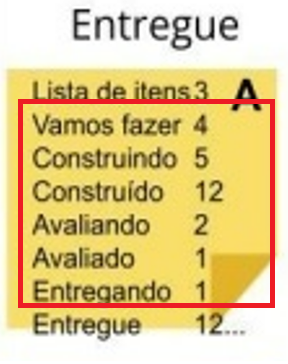 Entregue
Lista de itens 3 A
Vamos fazer 4
Construindo 5
Construído 12
Avaliando 2
Avaliado 1
Entregando 1
Entregue 12...